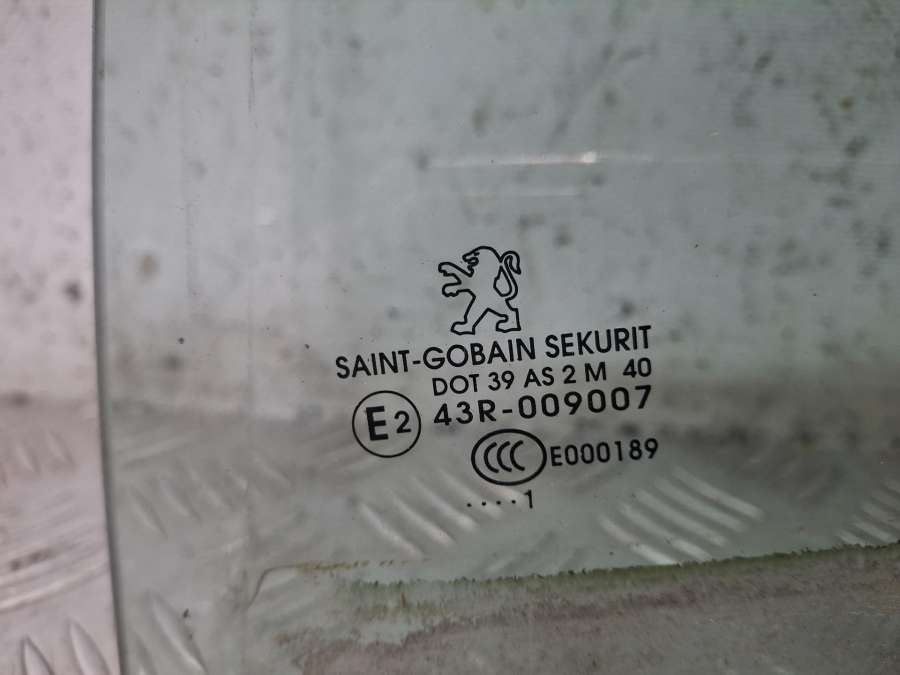 SAINT-GOBAIN SEKURIT
DOT 39 AS 2 M 40
E2 43R-009007
CCC E000189
....1